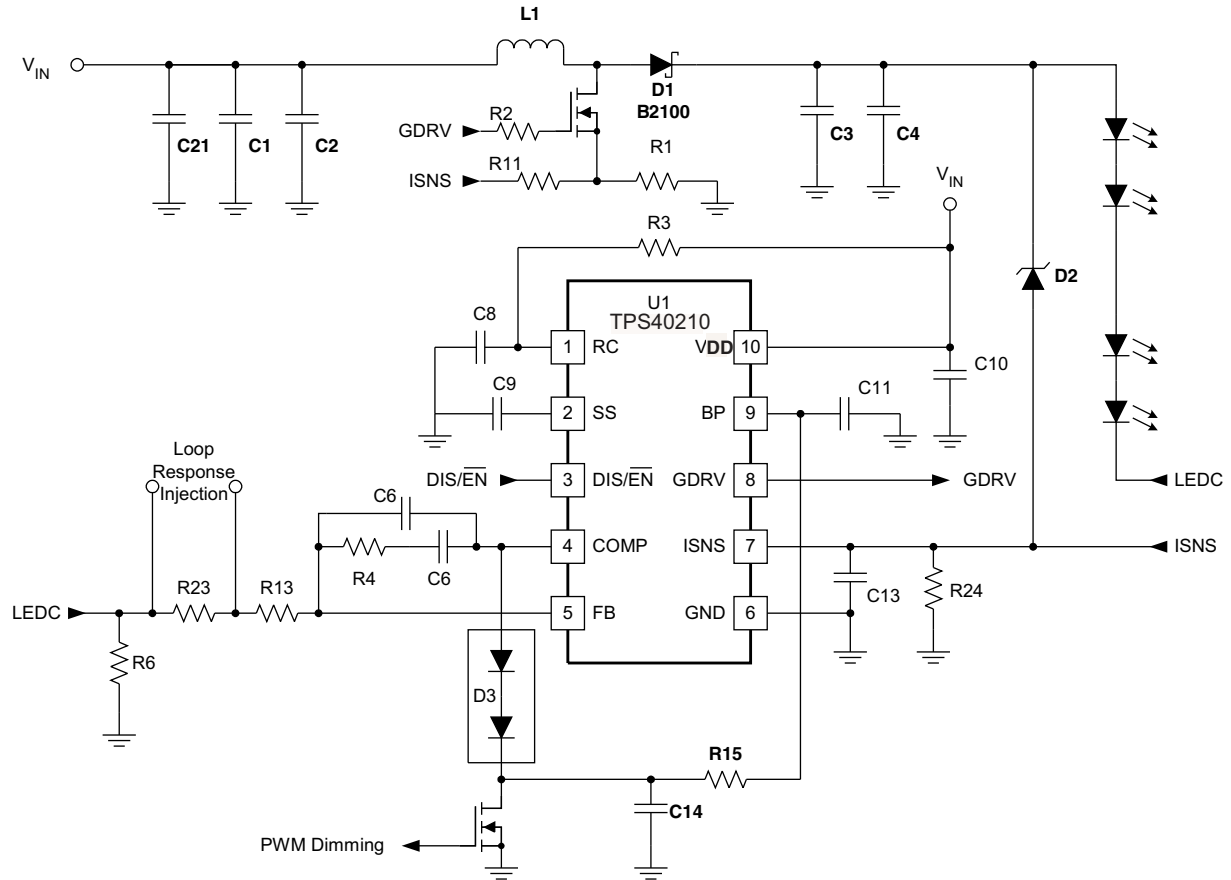 L1
VIN
D1
B2100
C21
C1
C2
GDRV
R2
ISNS
R11
R1
C3
C4
VIN
R3
D2
U1
TPS40210
C8
1
RC
VDD
10
C10
C9
C11
2
SS
BP
9
Loop
Response
Injection
DIS/EN
3
DIS/EN
GDRV
8
GDRV
LEDC
C6
4
COMP
ISNS
7
ISNS
R4
C6
C13
R24
R23
R13
LEDC
5
FB
GND
6
R6
D3
R15
C14
PWM Dimming